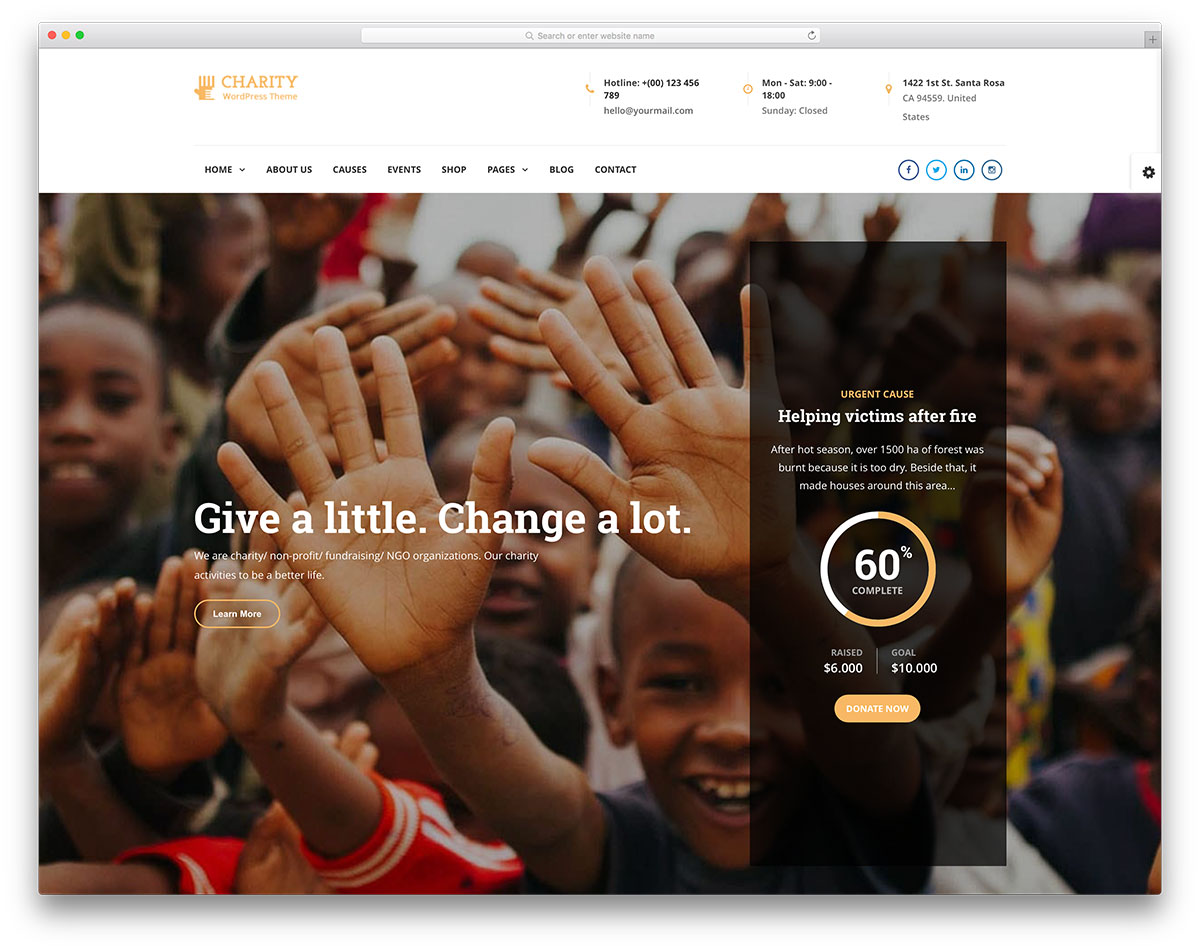 Search or enter website name
CHARITY
WordPress Theme
Hotline: +(00) 123 456
789
hello@yourmail.com
Mon - Sat: 9:00 -
18:00
Sunday: Closed
1422 1st St. Santa Rosa
CA 94559. United
States
HOME
ABOUT US
CAUSES
EVENTS
SHOP
PAGES
BLOG
CONTACT
Give a little. Change a lot.
We are charity/ non-profit/ fundraising/ NGO organizations. Our charity
activities to be a better life.
Learn More
URGENT CAUSE
Helping victims after fire
After hot season, over 1500 ha of forest was
burnt because it is too dry. Beside that, it
made houses around this area...
60%
COMPLETE
RAISED
$6.000
GOAL
$10.000
DONATE NOW